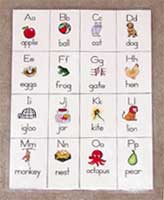 Aa Bb Cc Dd
apple ball cat dog
Ee Ff Gg Hh
eggs frog gate hen
Ii Jj Kk Ll
igloo jar kite lion
Mm Nn Oo Pp
monkey nest octopus pear